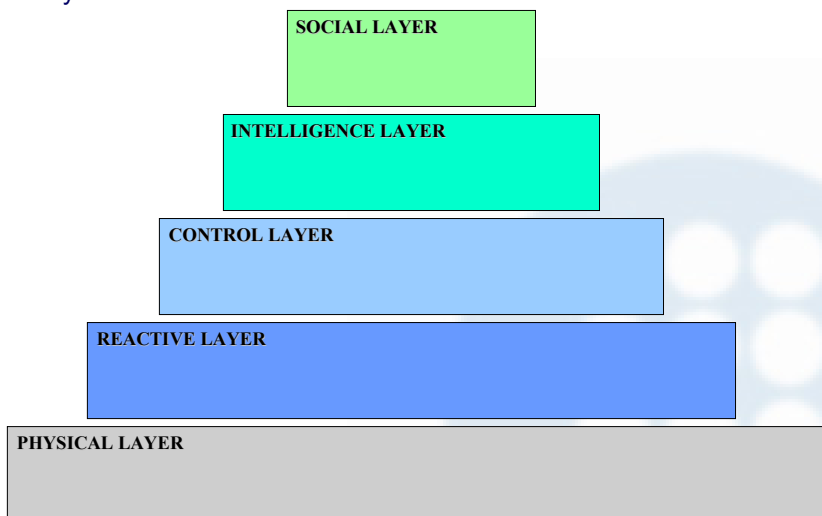 SOCIAL LAYER
INTELLIGENCE LAYER
CONTROL LAYER
REACTIVE LAYER
PHYSICAL LAYER